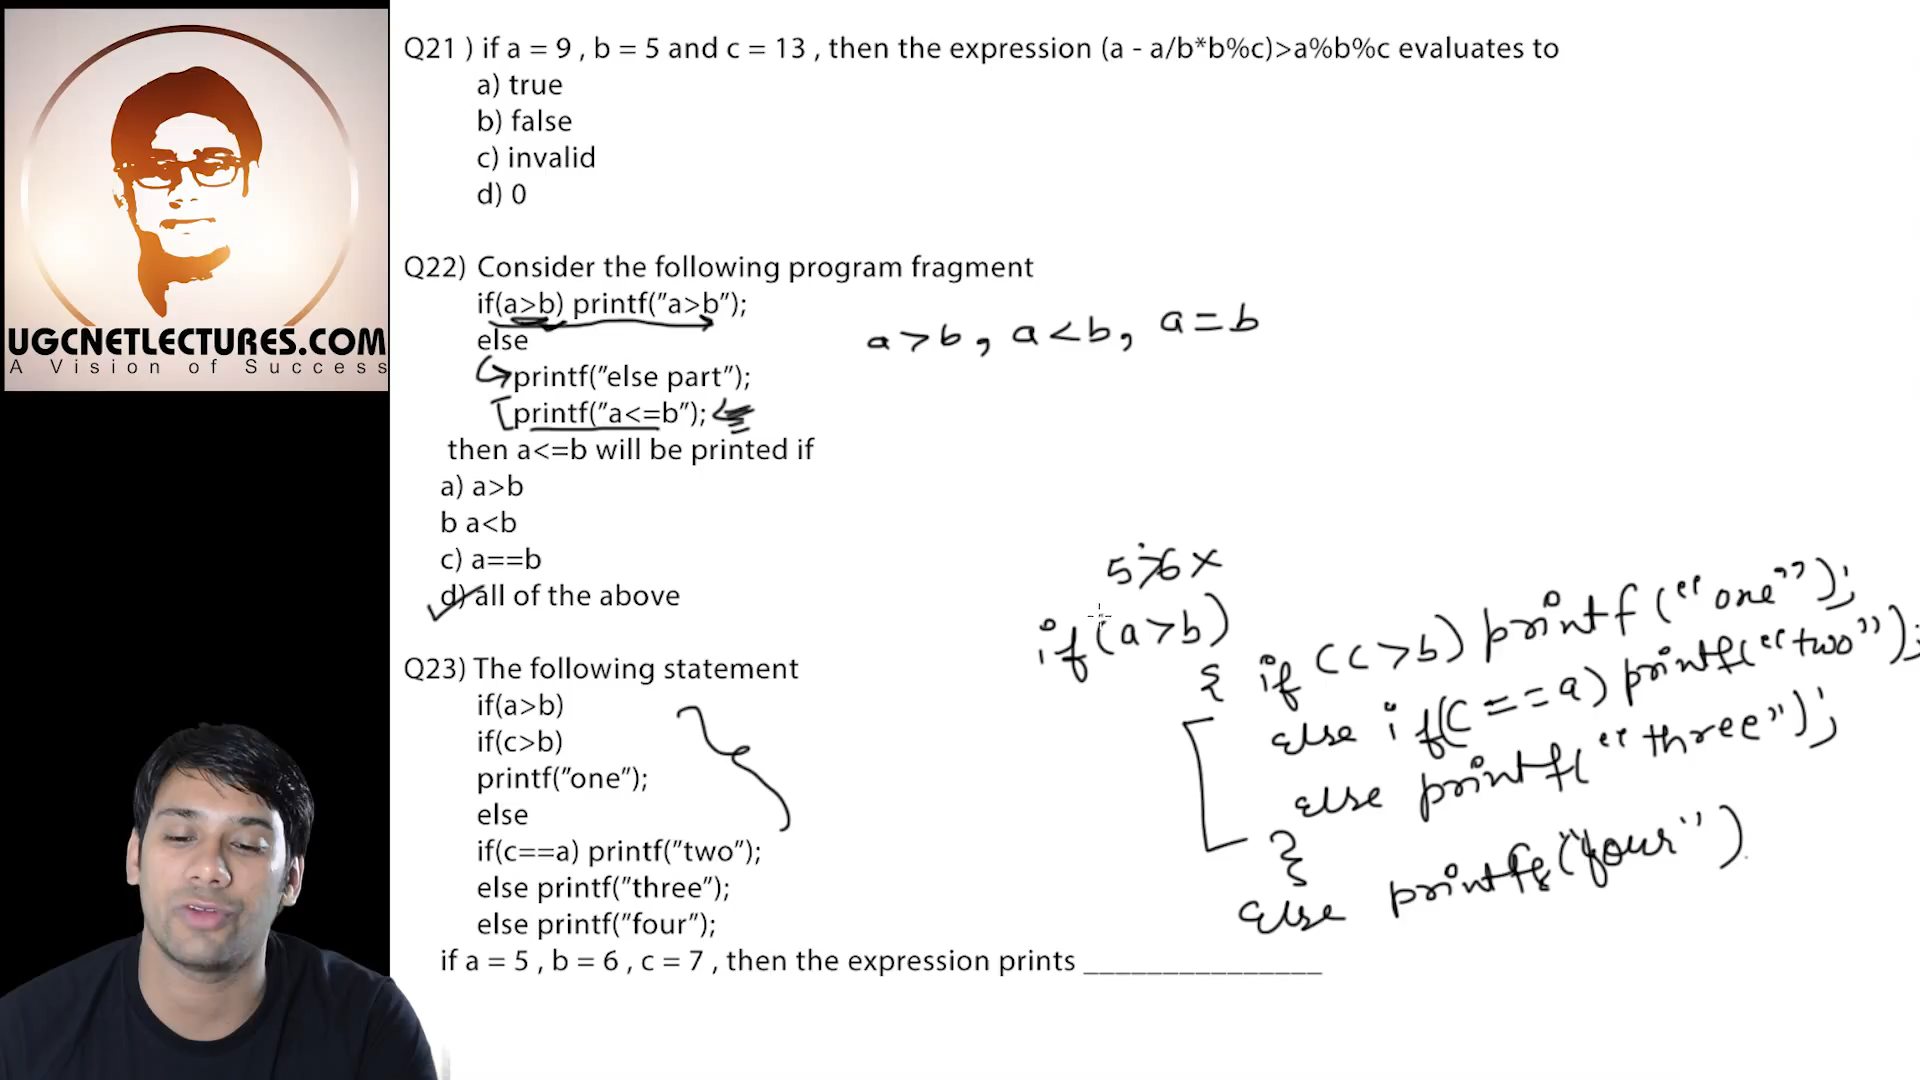 UGCNETLECTURES.COM
A Vision of Success
Q21 ) if a = 9 , b = 5 and c = 13 , then the expression (a - a/b*b%c)>a%b%c evaluates to
a) true
b) false
c) invalid
d) 0
Q22) Consider the following program fragment
if(a>b) printf("a>b");
else
printf("else part");
printf("a<=b");
then a<=b will be printed if
a) a>b
b a<b
c) a==b
d) all of the above
a>b, a<b, a=b
Q23) The following statement
if(a>b)
if(c>b)
printf("one");
else
if(c==a) printf("two");
else printf("three");
else printf("four");
if a = 5 , b = 6 , c = 7 , then the expression prints _______________
5>6 x
if(a>b)
{ if (c>b) printf("one");
else if(c==a) printf("two");
else printf("three");
}
else printf("four")